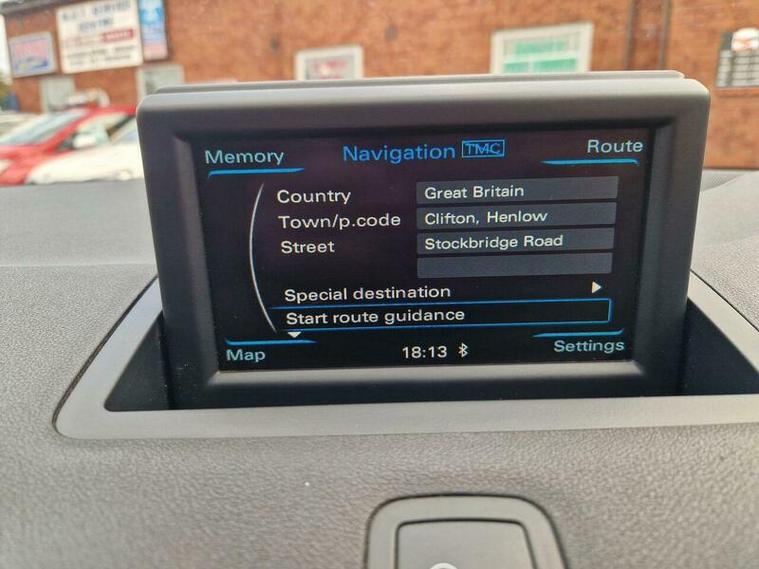 Memory
Navigation TMC
Route
Country Great Britain
Town/p.code Clifton, Henlow
Street Stockbridge Road
Special destination
Start route guidance
Map
18:13
Settings